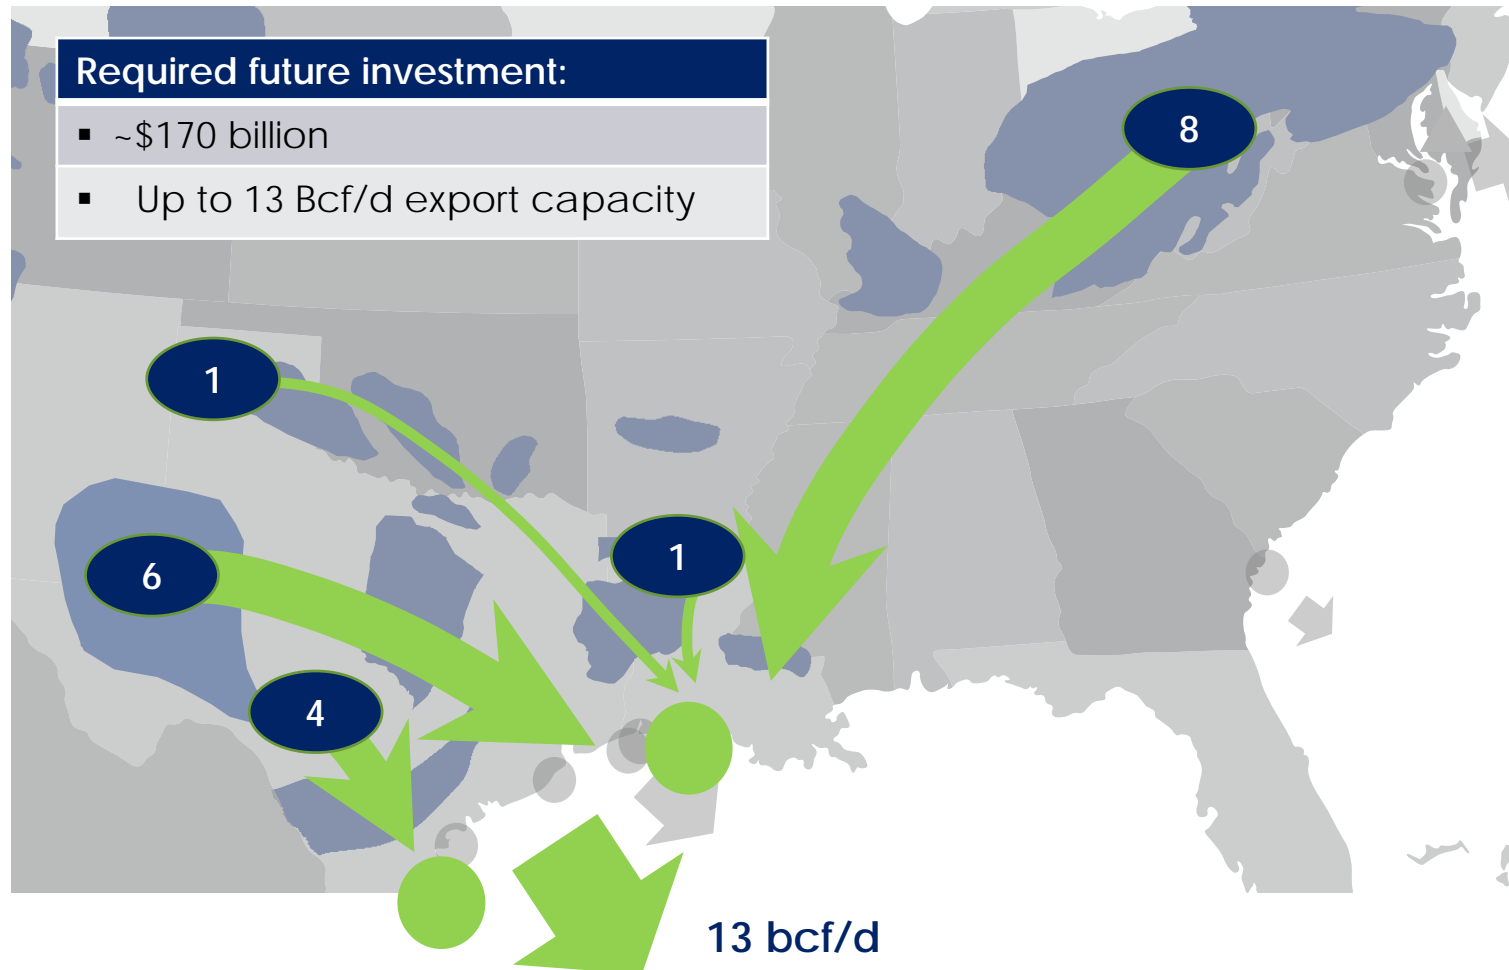 Required future investment:
▪ ~$170 billion
▪ Up to 13 Bcf/d export capacity
8
1
1
6
4
13 bcf/d